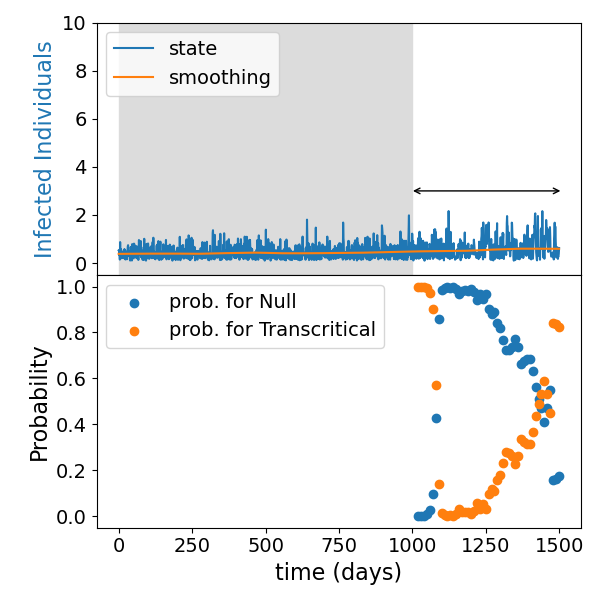 Infected Individuals
10
8
6
4
2
0
state
smoothing
Probability
1.0
0.8
0.6
0.4
0.2
0.0
prob. for Null
prob. for Transcritical
0 250 500 750 1000 1250 1500
time (days)